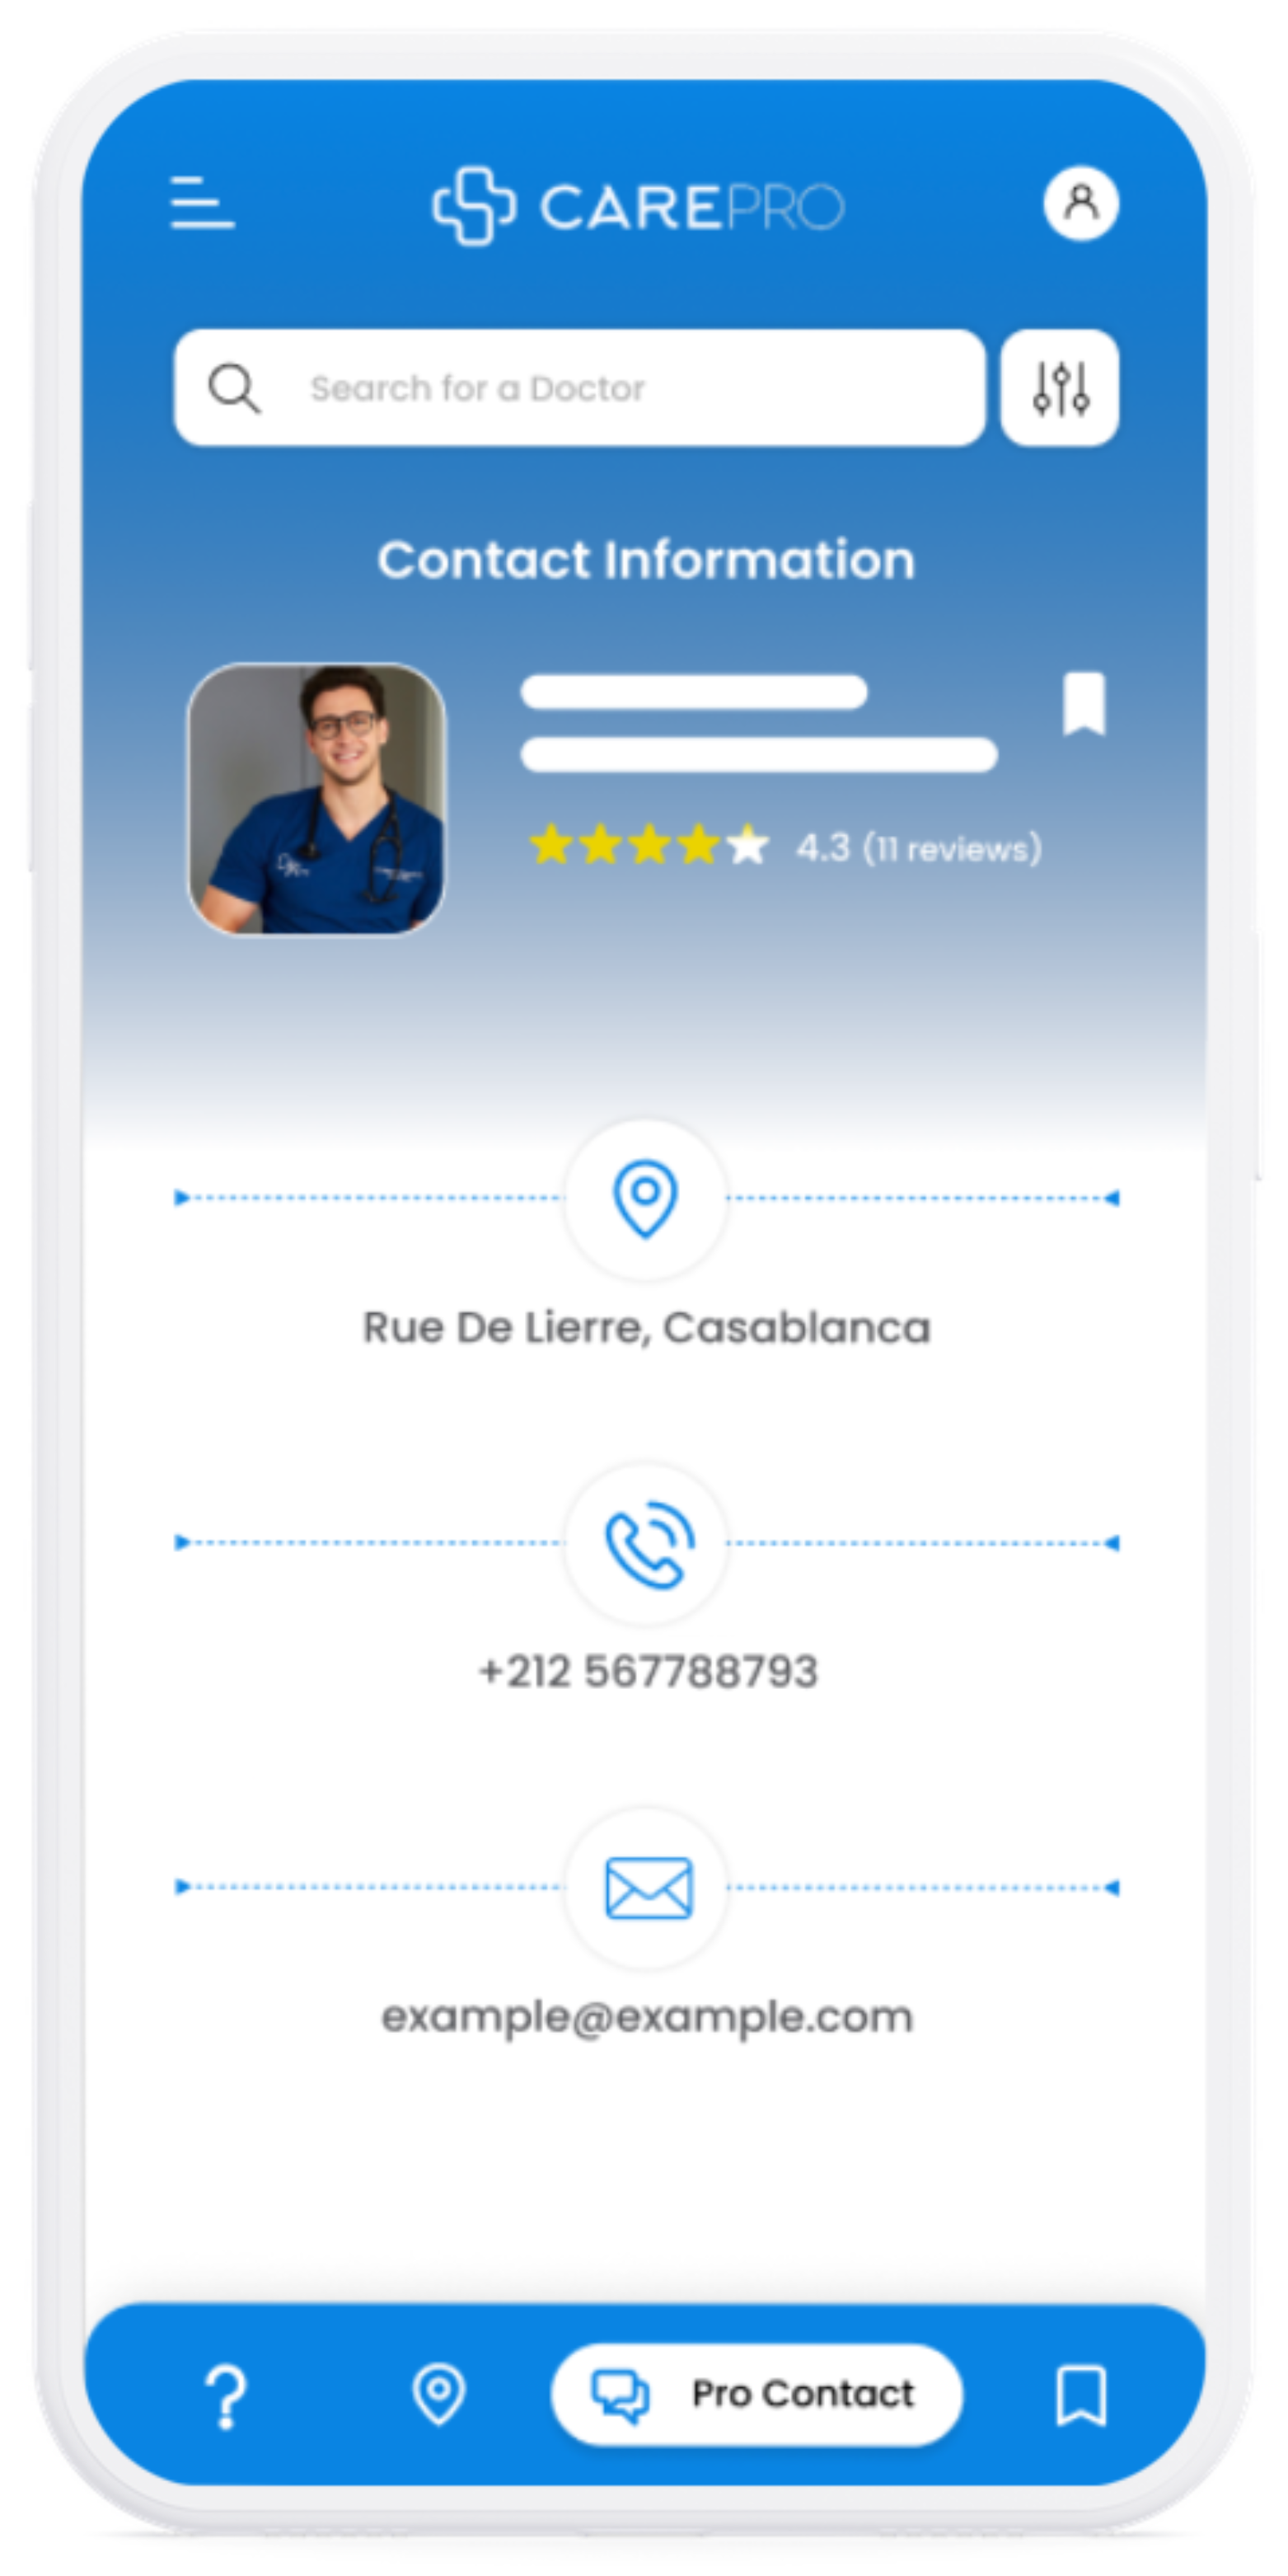 CAREPRO
Search for a Doctor
Contact Information
4.3 (11 reviews)
Rue De Lierre, Casablanca
+212 567788793
example@example.com
? Pro Contact